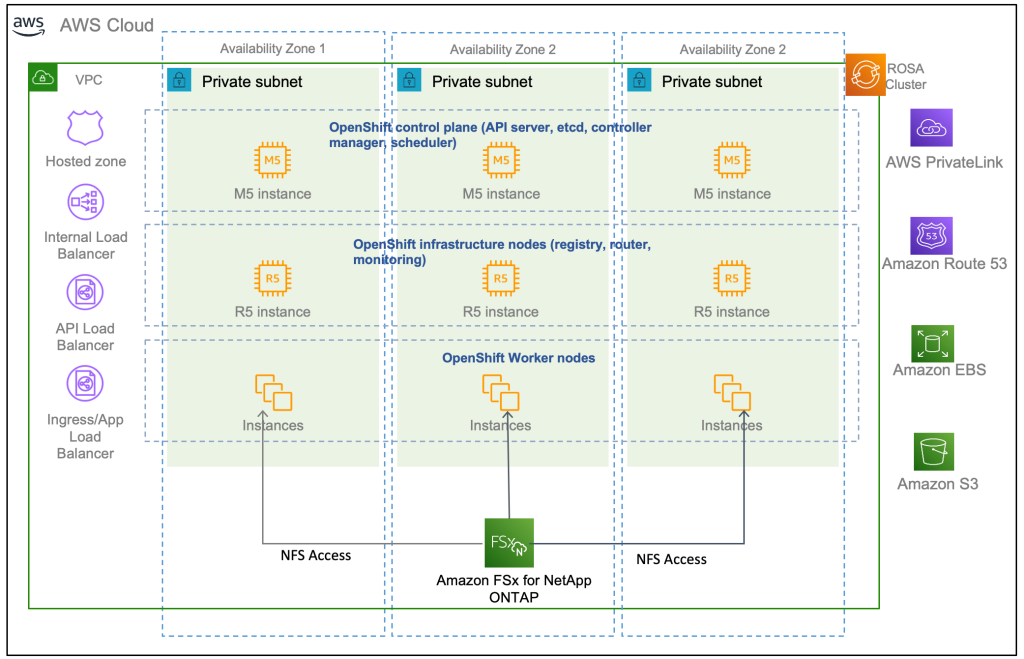 aws
AWS Cloud
Availability Zone 1
Availability Zone 2
Availability Zone 2
VPC
Private subnet
Private subnet
Private subnet
ROSA
Cluster
OpenShift control plane (API server, etcd, controller
manager, scheduler)
Hosted zone
M5
M5
M5
M5 instance
M5 instance
M5 instance
AWS PrivateLink
Internal Load
Balancer
OpenShift infrastructure nodes (registry, router,
monitoring)
53
Amazon Route 53
R5
R5
R5
R5 instance
R5 instance
R5 instance
API Load
Balancer
OpenShift Worker nodes
Amazon EBS
Ingress/App
Load
Balancer
Instances
Instances
Instances
Amazon S3
FSx
N
NFS Access
NFS Access
Amazon FSx for NetApp
ONTAP